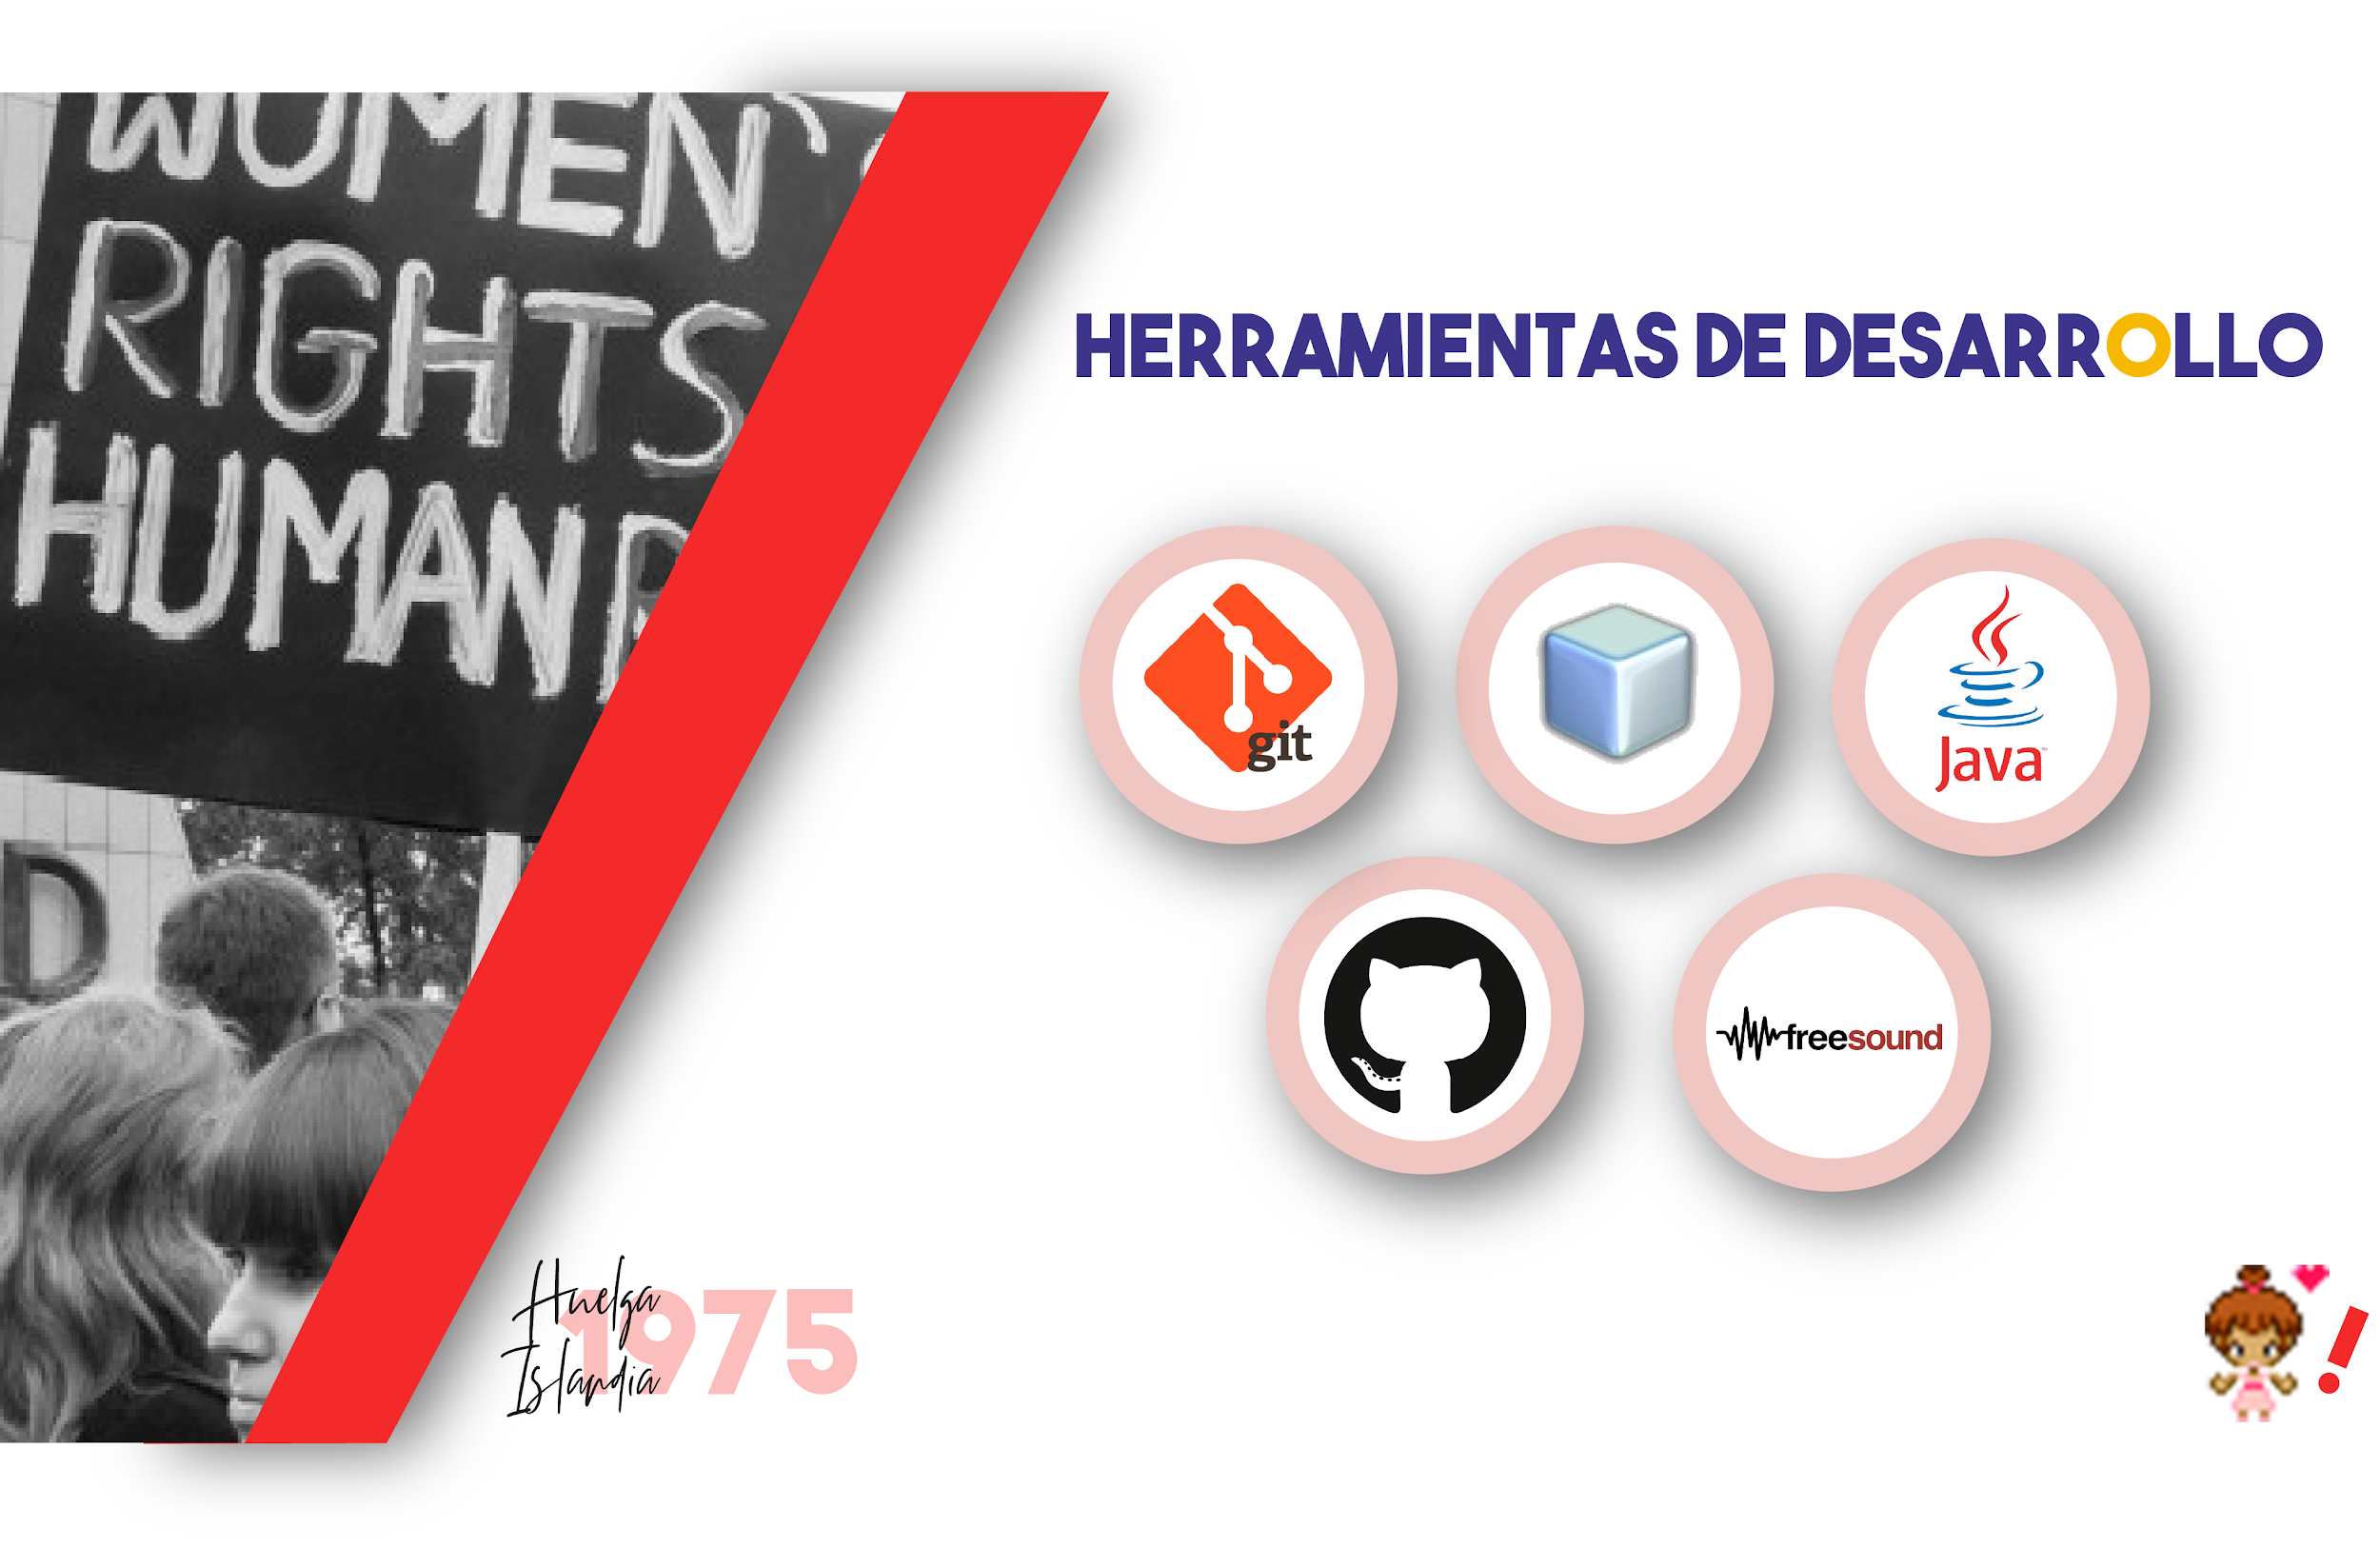 WOMEN'
RIGHTS
HUMAN
D
HERRAMIENTAS DE DESARROLLO
git
Java
freesound
Huelga
Islandia
1975
!